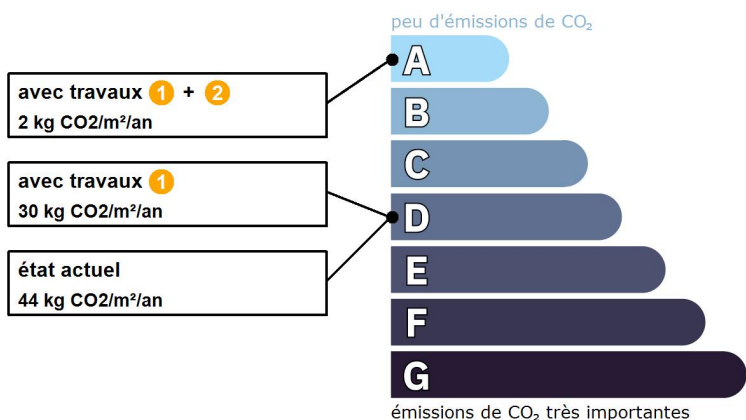 peu d'émissions de CO₂
A
avec travaux 1 + 2
2 kg CO2/m²/an
B
C
avec travaux 1
30 kg CO2/m²/an
D
état actuel
44 kg CO2/m²/an
E
F
G
émissions de CO₂ très importantes